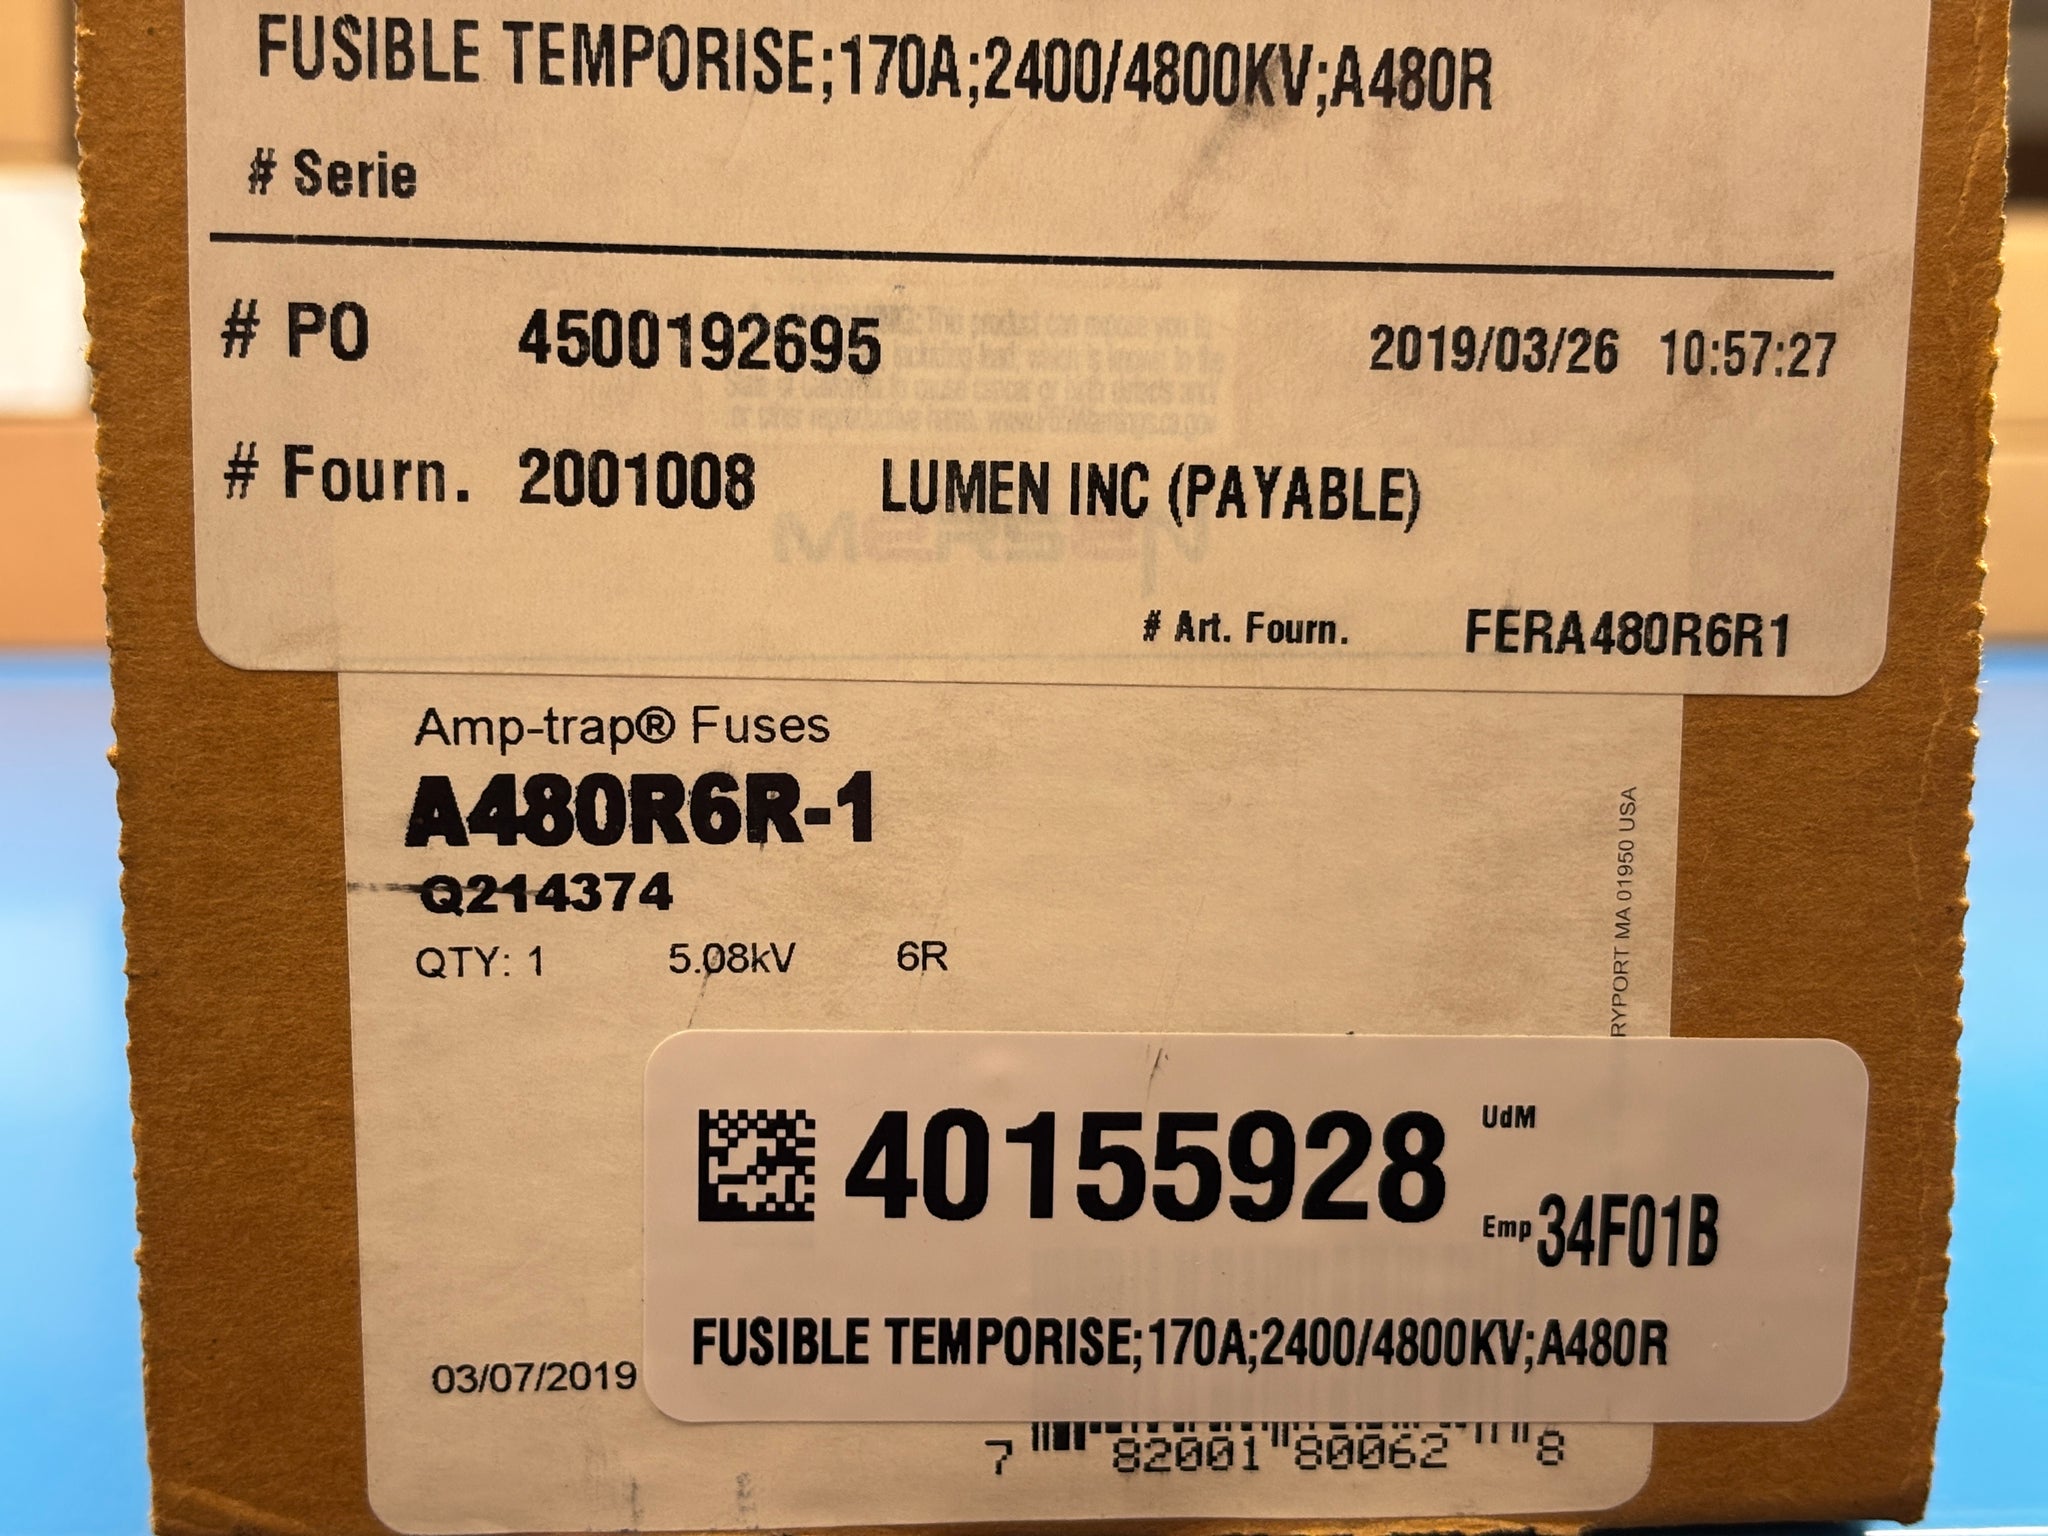 FUSIBLE TEMPORISE;170A;2400/4800KV;A480R
# Serie
# PO 4500192695 2019/03/26 10:57:27
# Fourn. 2001008 LUMEN INC (PAYABLE)
MERSEN
# Art. Fourn. FERA480R6R1
Amp-trap® Fuses
A480R6R-1
Q214374
QTY: 1 5.08kV 6R
RYPORT MA 01950 USA
40155928 UdM
Emp 34F01B
FUSIBLE TEMPORISE;170A;2400/4800KV;A480R
03/07/2019
7 82001 80062 8